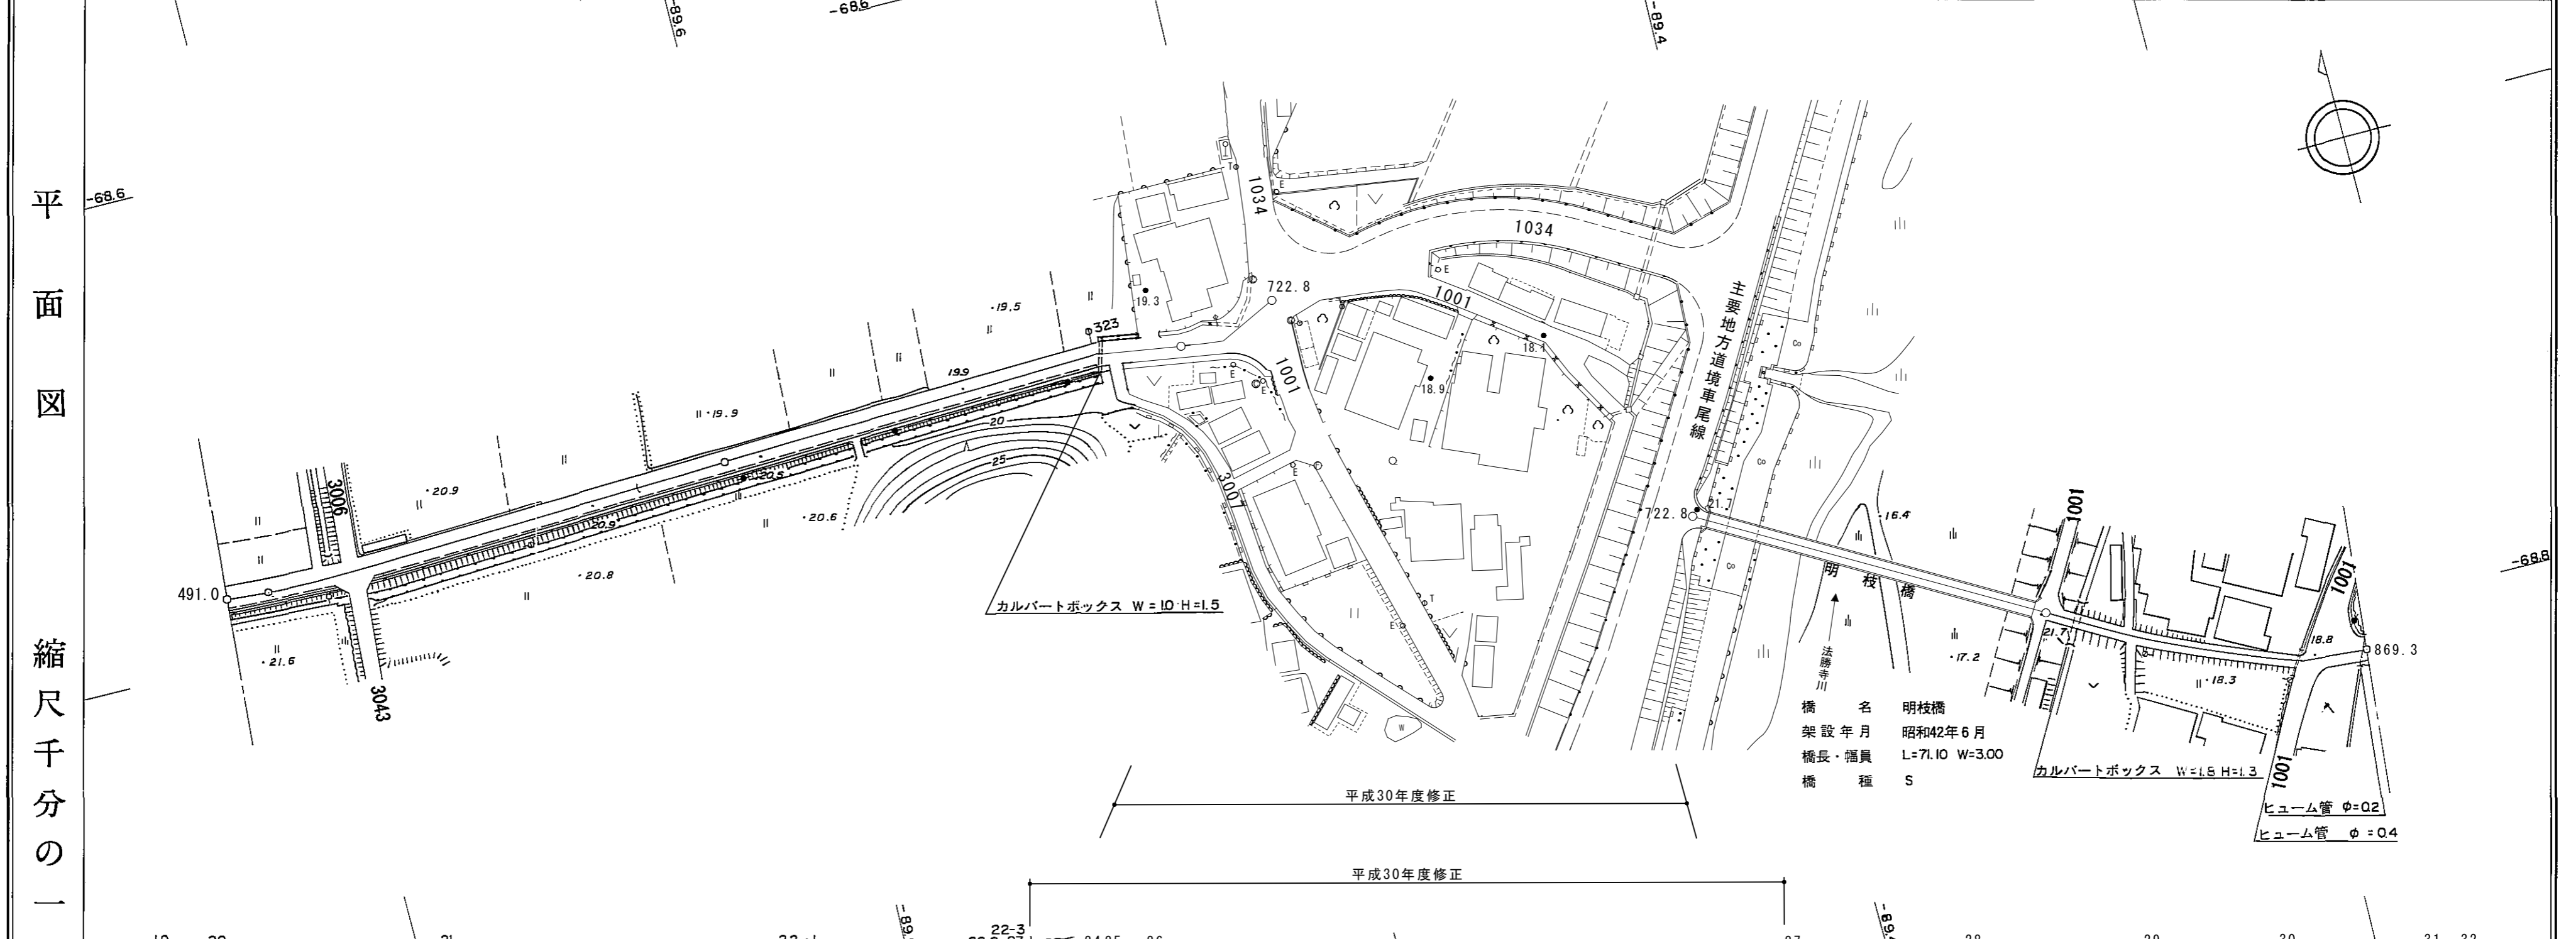 平面図
縮尺千分の一
-89.6
-68.6
-89.4
-68.6
-68.8
1034
1034
722.8
1001
1001
主要地方道境車尾線
323
19.3
19.5
19.9
19.9
18.1
18.9
20
25
3006
20.9
20.5
20.9
20.6
20.8
491.0
21.6
3043
カルバートボックス W=1.0 H=1.5
722.8
21.7
16.4
明枝橋
法勝寺川
17.2
1001
21.7
18.8
1001
869.3
18.3
1001
橋名 明枝橋
架設年月 昭和42年6月
橋長・幅員 L=71.10 W=3.00
橋種 S
カルバートボックス W=1.8 H=1.3
ヒューム管 φ=0.2
ヒューム管 φ=0.4
平成30年度修正
平成30年度修正
22-3